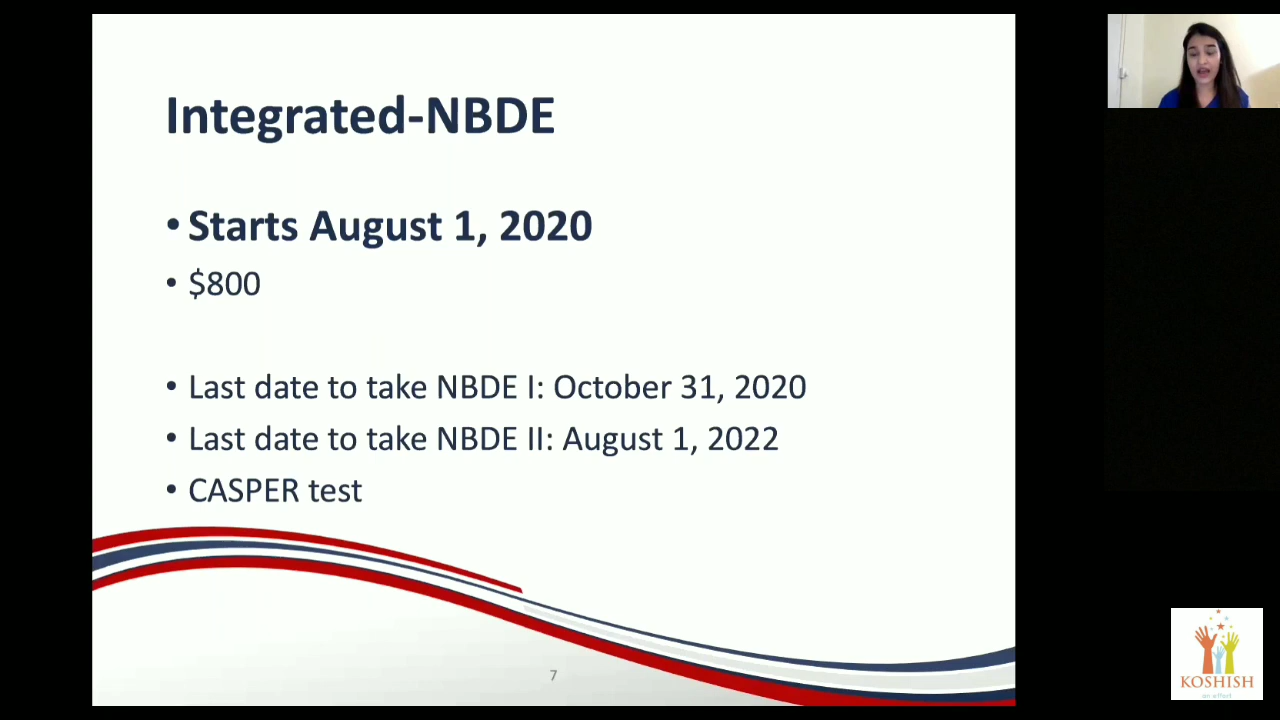 Integrated-NBDE
• Starts August 1, 2020
• $800
• Last date to take NBDE I: October 31, 2020
• Last date to take NBDE II: August 1, 2022
• CASPER test
7
KOSHISH